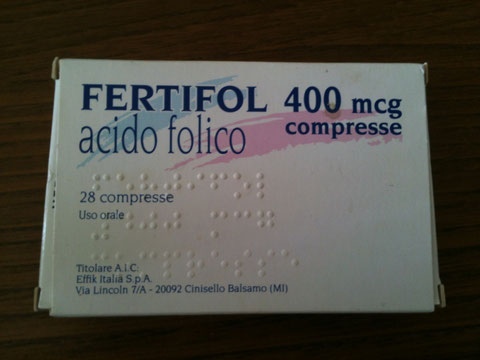 FERTIFOL 400 mcg
acido folico compresse
28 compresse
Uso orale
Titolare A.i.C:
Effik Italia S.p.A.
Via Lincoln 7/A - 20092 Cinisello Balsamo (MI)